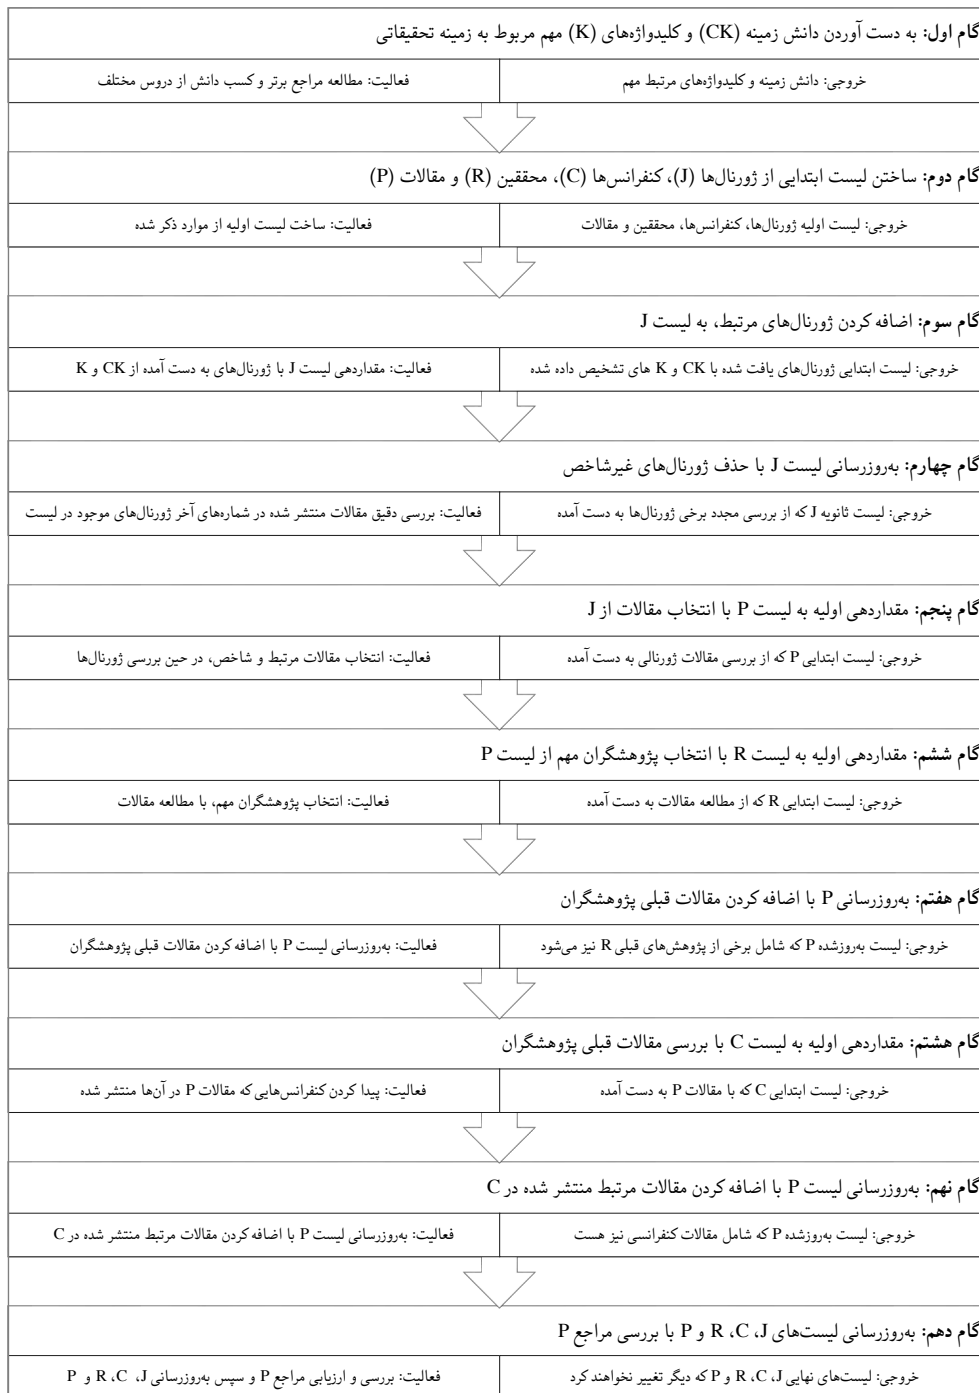 گام اول: به دست آوردن دانش زمینه (CK) و کلیدواژه‌های (K) مهم مربوط به زمینه تحقیقاتی
خروجی: دانش زمینه و کلیدواژه‌های مرتبط مهم
فعالیت: مطالعه مراجع برتر و کسب دانش از دروس مختلف
گام دوم: ساختن لیست ابتدایی از ژورنال‌ها (J)، کنفرانس‌ها (C)، محققین (R) و مقالات (P)
خروجی: لیست اولیه ژورنال‌ها، کنفرانس‌ها، محققین و مقالات
فعالیت: ساخت لیست اولیه از موارد ذکر شده
گام سوم: اضافه کردن ژورنال‌های مرتبط، به لیست J
خروجی: لیست ابتدایی ژورنال‌های یافت شده با CK و K های تشخیص داده شده
فعالیت: مقداردهی لیست J با ژورنال‌های به دست آمده از CK و K
گام چهارم: به‌روزرسانی لیست J با حذف ژورنال‌های غیرشاخص
خروجی: لیست ثانویه J که از بررسی مجدد برخی ژورنال‌ها به دست آمده
فعالیت: بررسی دقیق مقالات منتشر شده در شماره‌های آخر ژورنال‌های موجود در لیست
گام پنجم: مقداردهی اولیه به لیست P با انتخاب مقالات از J
خروجی: لیست ابتدایی P که از بررسی مقالات ژورنالی به دست آمده
فعالیت: انتخاب مقالات مرتبط و شاخص، در حین بررسی ژورنال‌ها
گام ششم: مقداردهی اولیه به لیست R با انتخاب پژوهشگران مهم از لیست P
خروجی: لیست ابتدایی R که از مطالعه مقالات به دست آمده
فعالیت: انتخاب پژوهشگران مهم، با مطالعه مقالات
گام هفتم: به‌روزرسانی P با اضافه کردن مقالات قبلی پژوهشگران
خروجی: لیست به‌روزشده P که شامل برخی از پژوهش‌های قبلی R نیز می‌شود
فعالیت: به‌روزرسانی لیست P با اضافه کردن مقالات قبلی پژوهشگران
گام هشتم: مقداردهی اولیه به لیست C با بررسی مقالات قبلی پژوهشگران
خروجی: لیست ابتدایی C که با مقالات P به دست آمده
فعالیت: پیدا کردن کنفرانس‌هایی که مقالات P در آن‌ها منتشر شده
گام نهم: به‌روزرسانی لیست P با اضافه کردن مقالات مرتبط منتشر شده در C
خروجی: لیست به‌روزشده P که شامل مقالات کنفرانسی نیز هست
فعالیت: به‌روزرسانی لیست P با اضافه کردن مقالات مرتبط منتشر شده در C
گام دهم: به‌روزرسانی لیست‌های J، C، R و P با بررسی مراجع P
خروجی: لیست‌های نهایی J، C، R و P که دیگر تغییر نخواهند کرد
فعالیت: بررسی و ارزیابی مراجع P و سپس به‌روزرسانی J، C، R و P